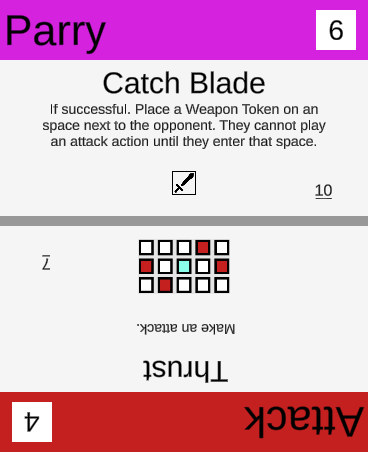 Parry
6
Catch Blade
If successful. Place a Weapon Token on an
space next to the opponent. They cannot play
an attack action until they enter that space.
10
Attack
4
Thrust
Make an attack.
7